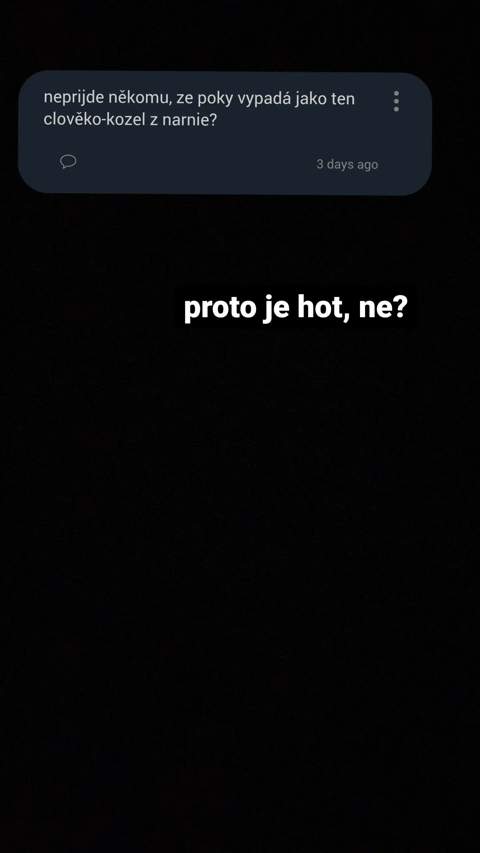 neprijde někomu, ze poky vypadá jako ten
clověko-kozel z narnie?
3 days ago
proto je hot, ne?